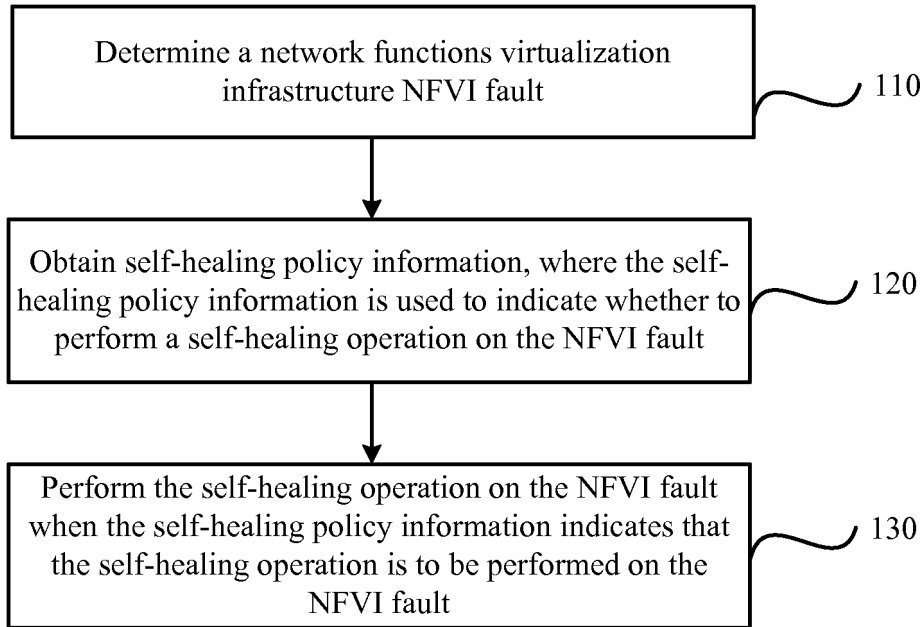 Determine a network functions virtualization
infrastructure NFVI fault
110
Obtain self-healing policy information, where the self-
healing policy information is used to indicate whether to
perform a self-healing operation on the NFVI fault
120
Perform the self-healing operation on the NFVI fault
when the self-healing policy information indicates that
the self-healing operation is to be performed on the
NFVI fault
130